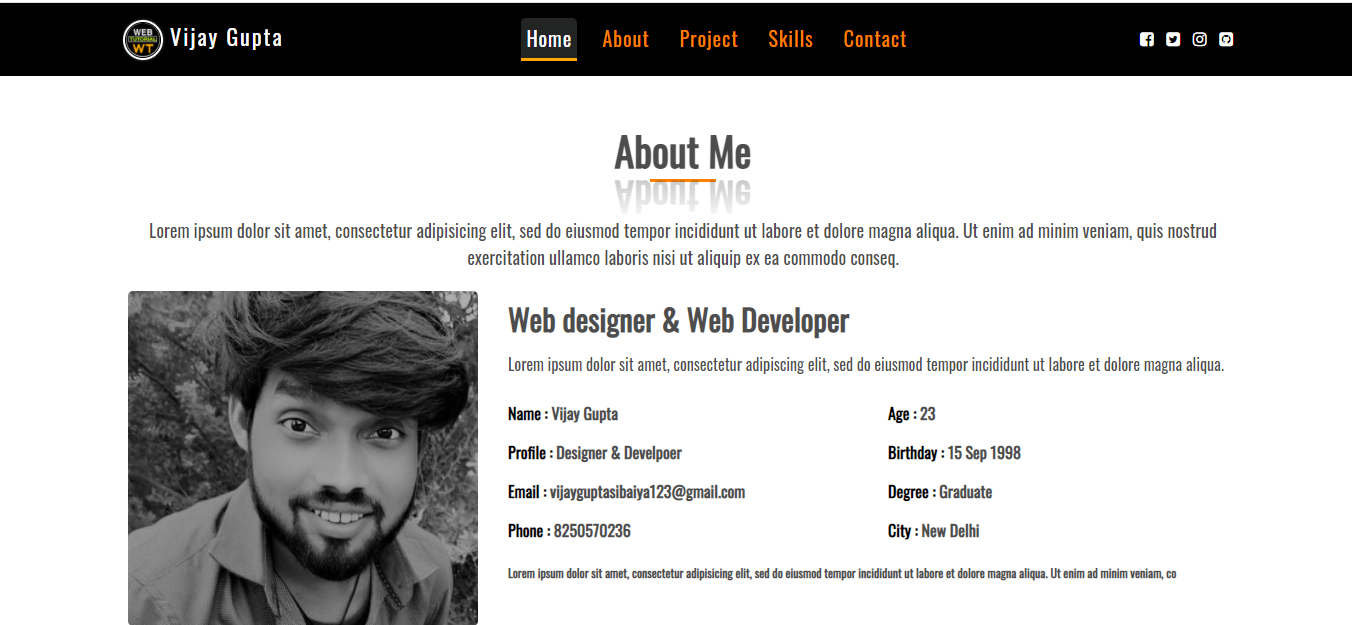 WEB
TUTORIAL
WT
Vijay Gupta
Home About Project Skills Contact
About Me
Lorem ipsum dolor sit amet, consectetur adipisicing elit, sed do eiusmod tempor incididunt ut labore et dolore magna aliqua. Ut enim ad minim veniam, quis nostrud
exercitation ullamco laboris nisi ut aliquip ex ea commodo conseq.
Web designer & Web Developer
Lorem ipsum dolor sit amet, consectetur adipiscing elit, sed do eiusmod tempor incididunt ut labore et dolore magna aliqua.
Name : Vijay Gupta
Age : 23
Profile : Designer & Develpoer
Birthday : 15 Sep 1998
Email : vijayguptasibaiya123@gmail.com
Degree : Graduate
Phone : 8250570236
City : New Delhi
Lorem ipsum dolor sit amet, consectetur adipisicing elit, sed do eiusmod tempor incididunt ut labore et dolore magna aliqua. Ut enim ad minim veniam, co